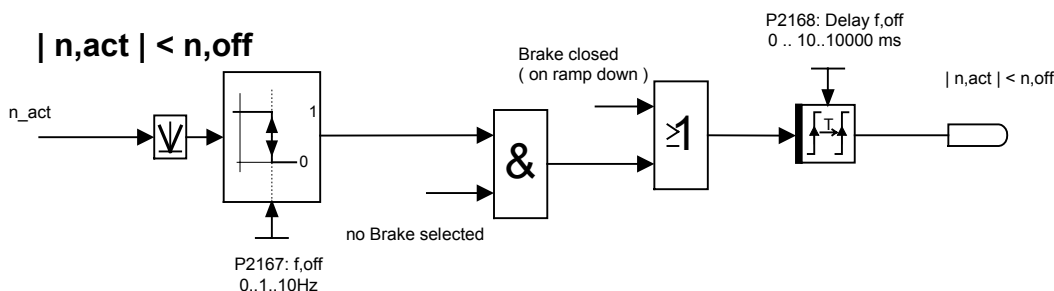 | n,act | < n,off
P2168: Delay f,off
0 .. 10..10000 ms
Brake closed
( on ramp down )
| n,act | < n,off
n_act
1
0
&
≥1
T
no Brake selected
P2167: f,off
0..1..10Hz